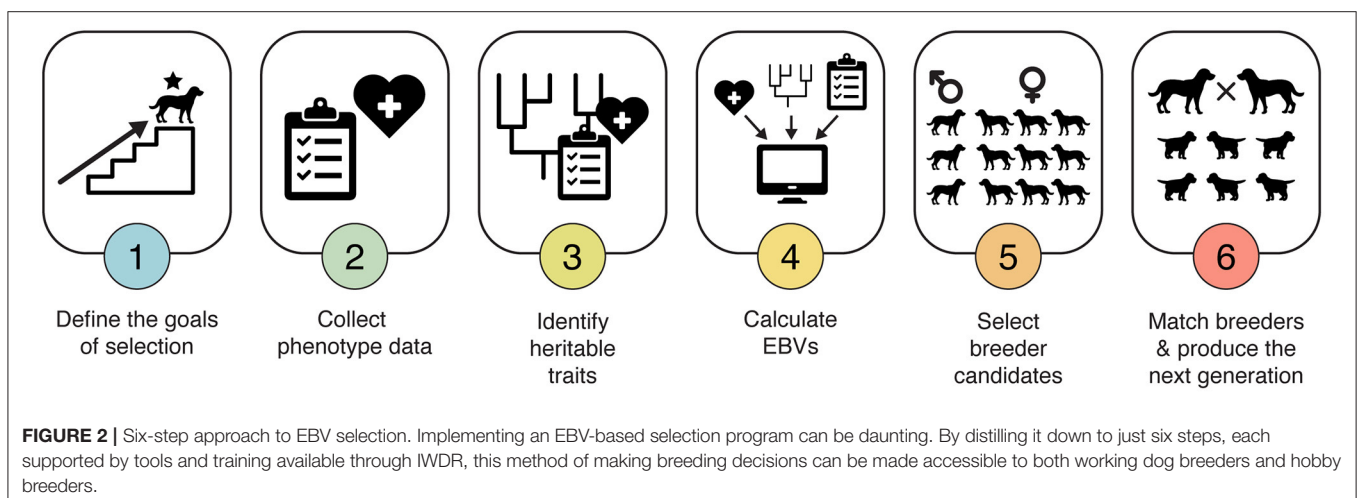 1
2
3
4
5
6
Define the goals
of selection
Collect
phenotype data
Identify
heritable
traits
Calculate
EBVs
Select
breeder
candidates
Match breeders
& produce the
next generation
FIGURE 2 | Six-step approach to EBV selection. Implementing an EBV-based selection program can be daunting. By distilling it down to just six steps, each
supported by tools and training available through IWDR, this method of making breeding decisions can be made accessible to both working dog breeders and hobby
breeders.